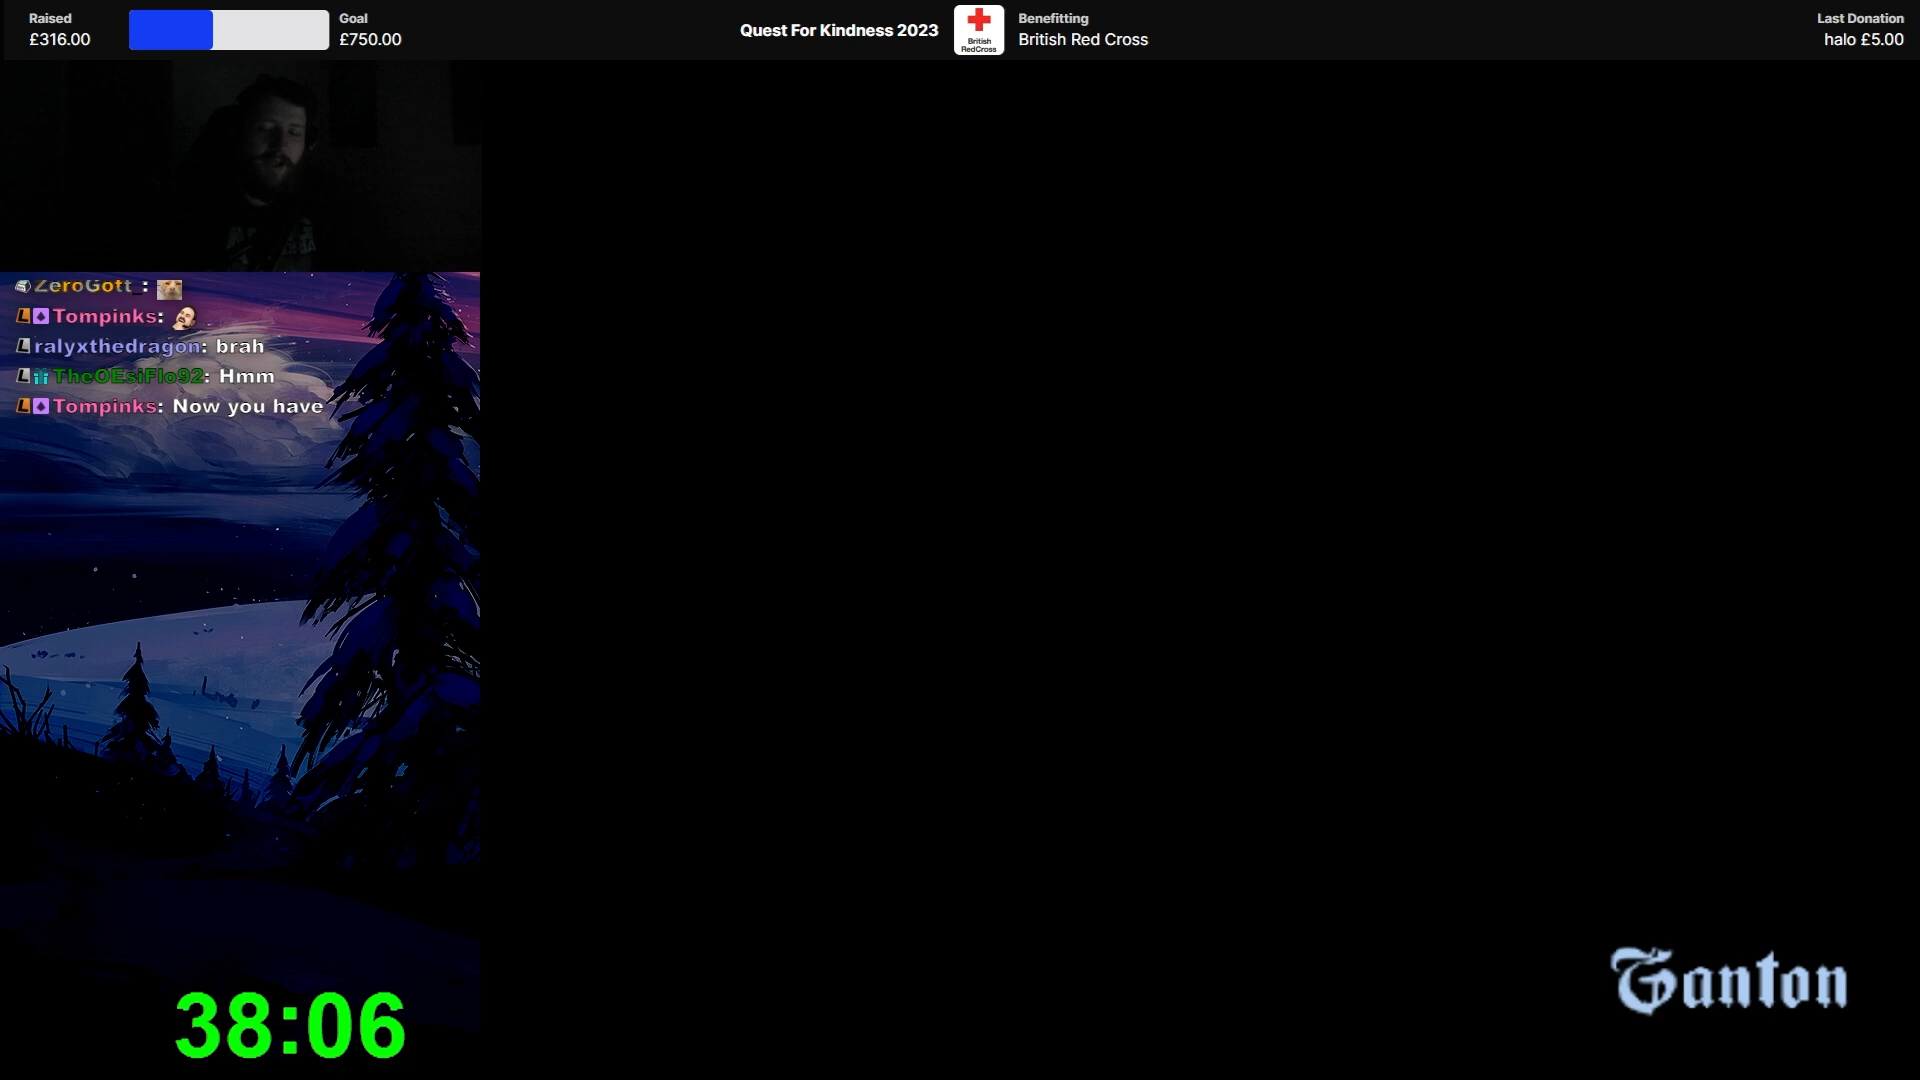 Raised
£316.00
Goal
£750.00
Quest For Kindness 2023
British
RedCross
Benefitting
British Red Cross
Last Donation
halo £5.00
ZeroGott_:
Tompinks:
ralyxthedragon: brah
TheOEsiFlo92: Hmm
Tompinks: Now you have
38:06
Ganton